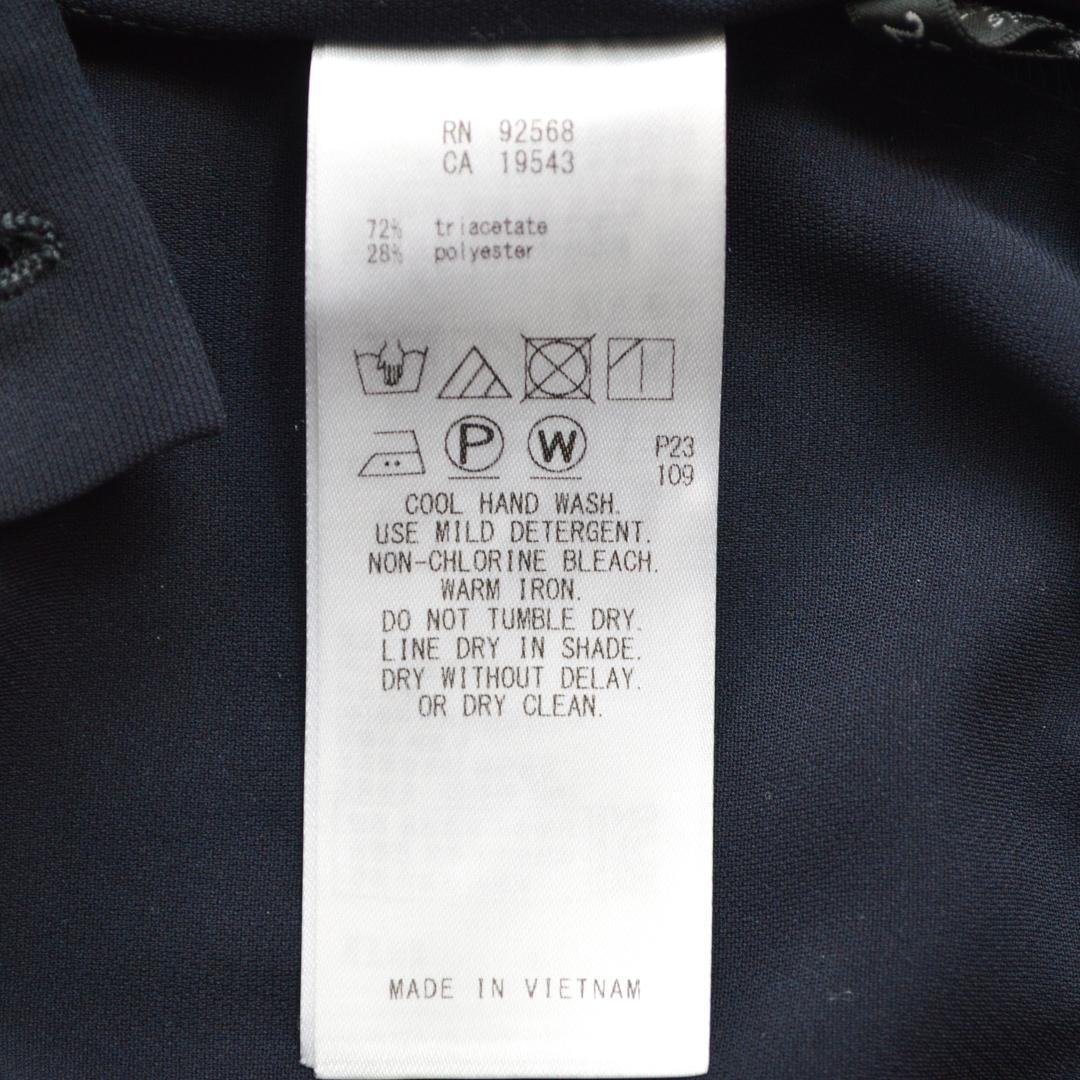 RN 92568
CA 19543
72% triacetate
28% polyester
P W
P23
109
COOL HAND WASH.
USE MILD DETERGENT.
NON-CHLORINE BLEACH.
WARM IRON.
DO NOT TUMBLE DRY.
LINE DRY IN SHADE.
DRY WITHOUT DELAY.
OR DRY CLEAN.
MADE IN VIETNAM